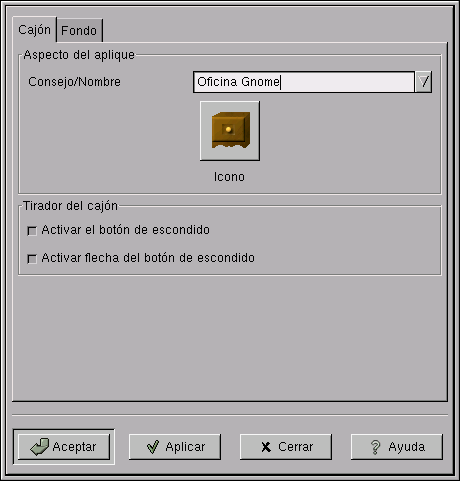 Cajón Fondo
Aspecto del aplique
Consejo/Nombre Oficina Gnome
Icono
Tirador del cajón
Activar el botón de escondido
Activar flecha del botón de escondido
Aceptar Aplicar Cerrar Ayuda